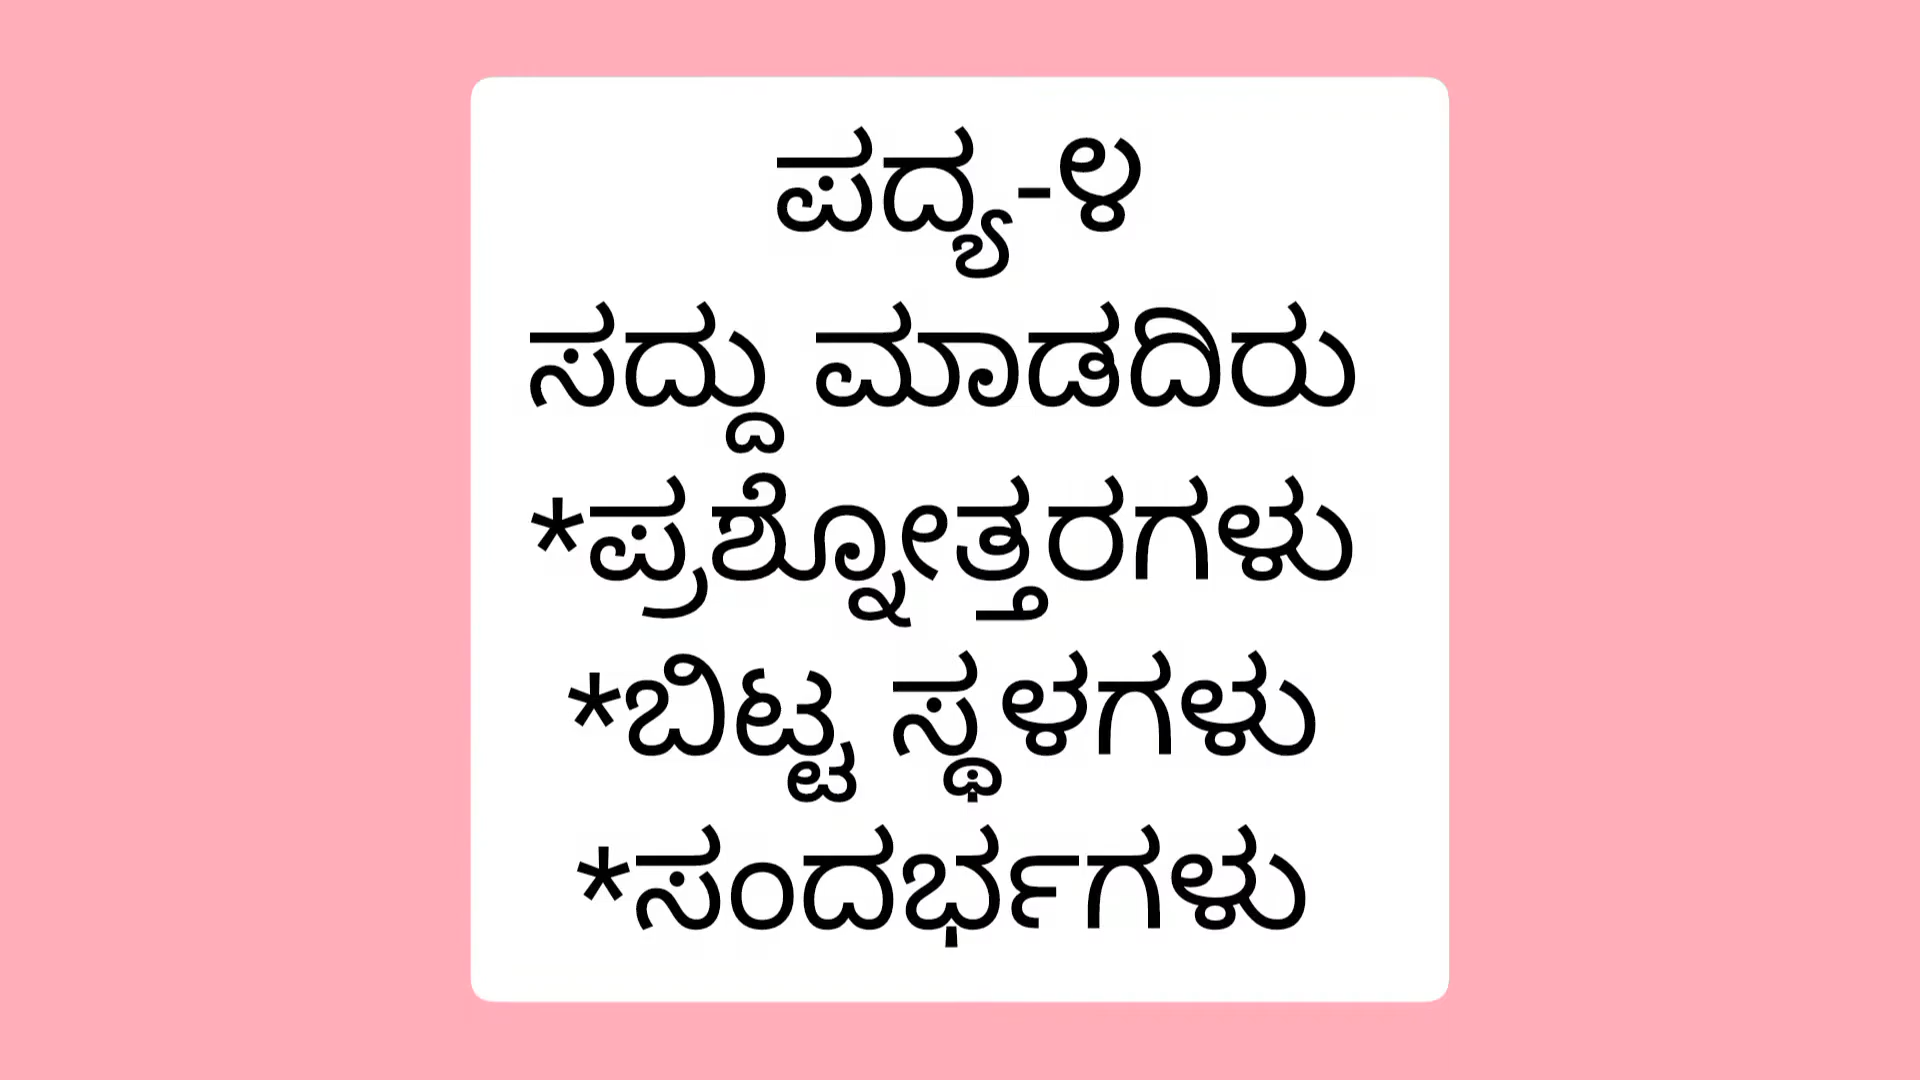 ಪದ್ಯ-೪
ಸದ್ದು ಮಾಡದಿರು
*ಪ್ರಶ್ನೋತ್ತರಗಳು
*ಬಿಟ್ಟ ಸ್ಥಳಗಳು
*ಸಂದರ್ಭಗಳು